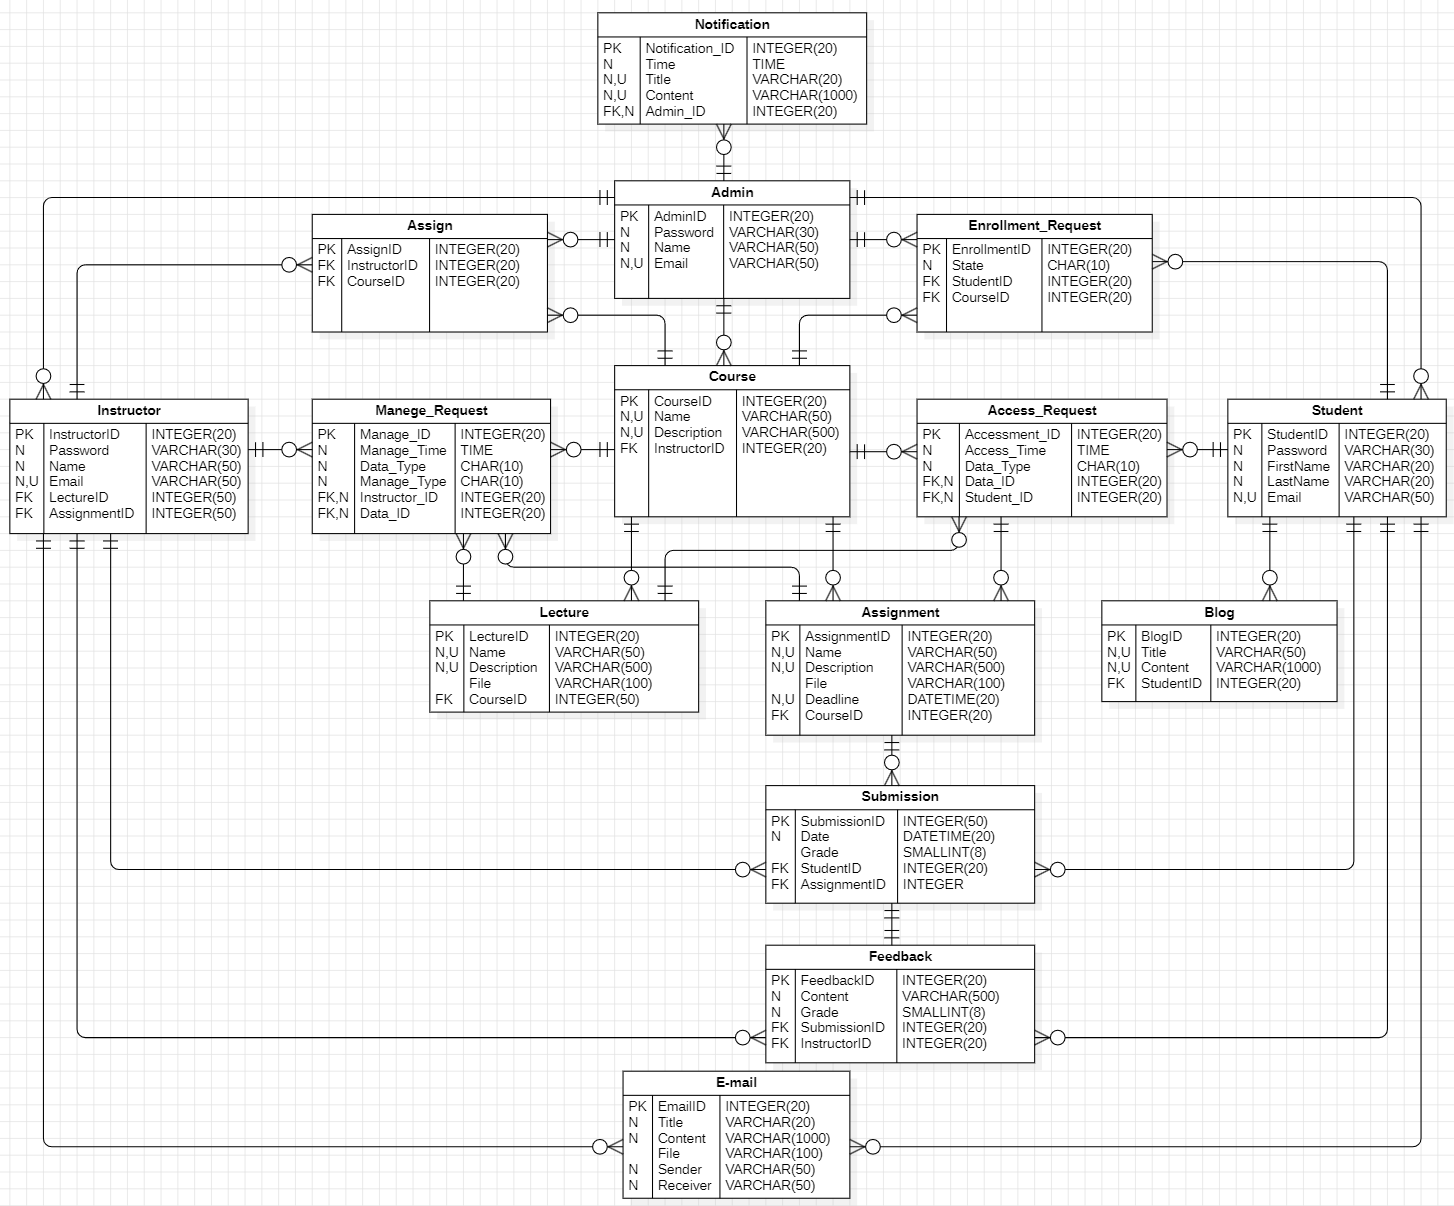 Notification
PK Notification_ID INTEGER(20)
N Time TIME
N,U Title VARCHAR(20)
N,U Content VARCHAR(1000)
FK,N Admin_ID INTEGER(20)
Admin
PK AdminID INTEGER(20)
N Password VARCHAR(30)
N Name VARCHAR(50)
N,U Email VARCHAR(50)
Assign
PK AssignID INTEGER(20)
FK InstructorID INTEGER(20)
FK CourseID INTEGER(20)
Enrollment_Request
PK EnrollmentID INTEGER(20)
N State CHAR(10)
FK StudentID INTEGER(20)
FK CourseID INTEGER(20)
Course
PK CourseID INTEGER(20)
N,U Name VARCHAR(50)
N,U Description VARCHAR(500)
FK InstructorID INTEGER(20)
Instructor
PK InstructorID INTEGER(20)
N Password VARCHAR(30)
N Name VARCHAR(50)
N,U Email VARCHAR(50)
FK LectureID INTEGER(50)
FK AssignmentID INTEGER(50)
Manege_Request
PK Manage_ID INTEGER(20)
N Manage_Time TIME
N Data_Type CHAR(10)
N Manage_Type CHAR(10)
FK,N Instructor_ID INTEGER(20)
FK,N Data_ID INTEGER(20)
Access_Request
PK Accessment_ID INTEGER(20)
N Access_Time TIME
N Data_Type CHAR(10)
FK,N Data_ID INTEGER(20)
FK,N Student_ID INTEGER(20)
Student
PK StudentID INTEGER(20)
N Password VARCHAR(30)
N FirstName VARCHAR(20)
N LastName VARCHAR(20)
N,U Email VARCHAR(50)
Lecture
PK LectureID INTEGER(20)
N,U Name VARCHAR(50)
N,U Description VARCHAR(500)
File VARCHAR(100)
FK CourseID INTEGER(50)
Assignment
PK AssignmentID INTEGER(20)
N,U Name VARCHAR(50)
N,U Description VARCHAR(500)
File VARCHAR(100)
N,U Deadline DATETIME(20)
FK CourseID INTEGER(20)
Blog
PK BlogID INTEGER(20)
N,U Title VARCHAR(50)
N,U Content VARCHAR(1000)
FK StudentID INTEGER(20)
Submission
PK SubmissionID INTEGER(50)
N Date DATETIME(20)
Grade SMALLINT(8)
FK StudentID INTEGER(20)
FK AssignmentID INTEGER
Feedback
PK FeedbackID INTEGER(20)
N Content VARCHAR(500)
N Grade SMALLINT(8)
FK SubmissionID INTEGER(20)
FK InstructorID INTEGER(20)
E-mail
PK EmailID INTEGER(20)
N Title VARCHAR(20)
N Content VARCHAR(1000)
File VARCHAR(100)
N Sender VARCHAR(50)
N Receiver VARCHAR(50)